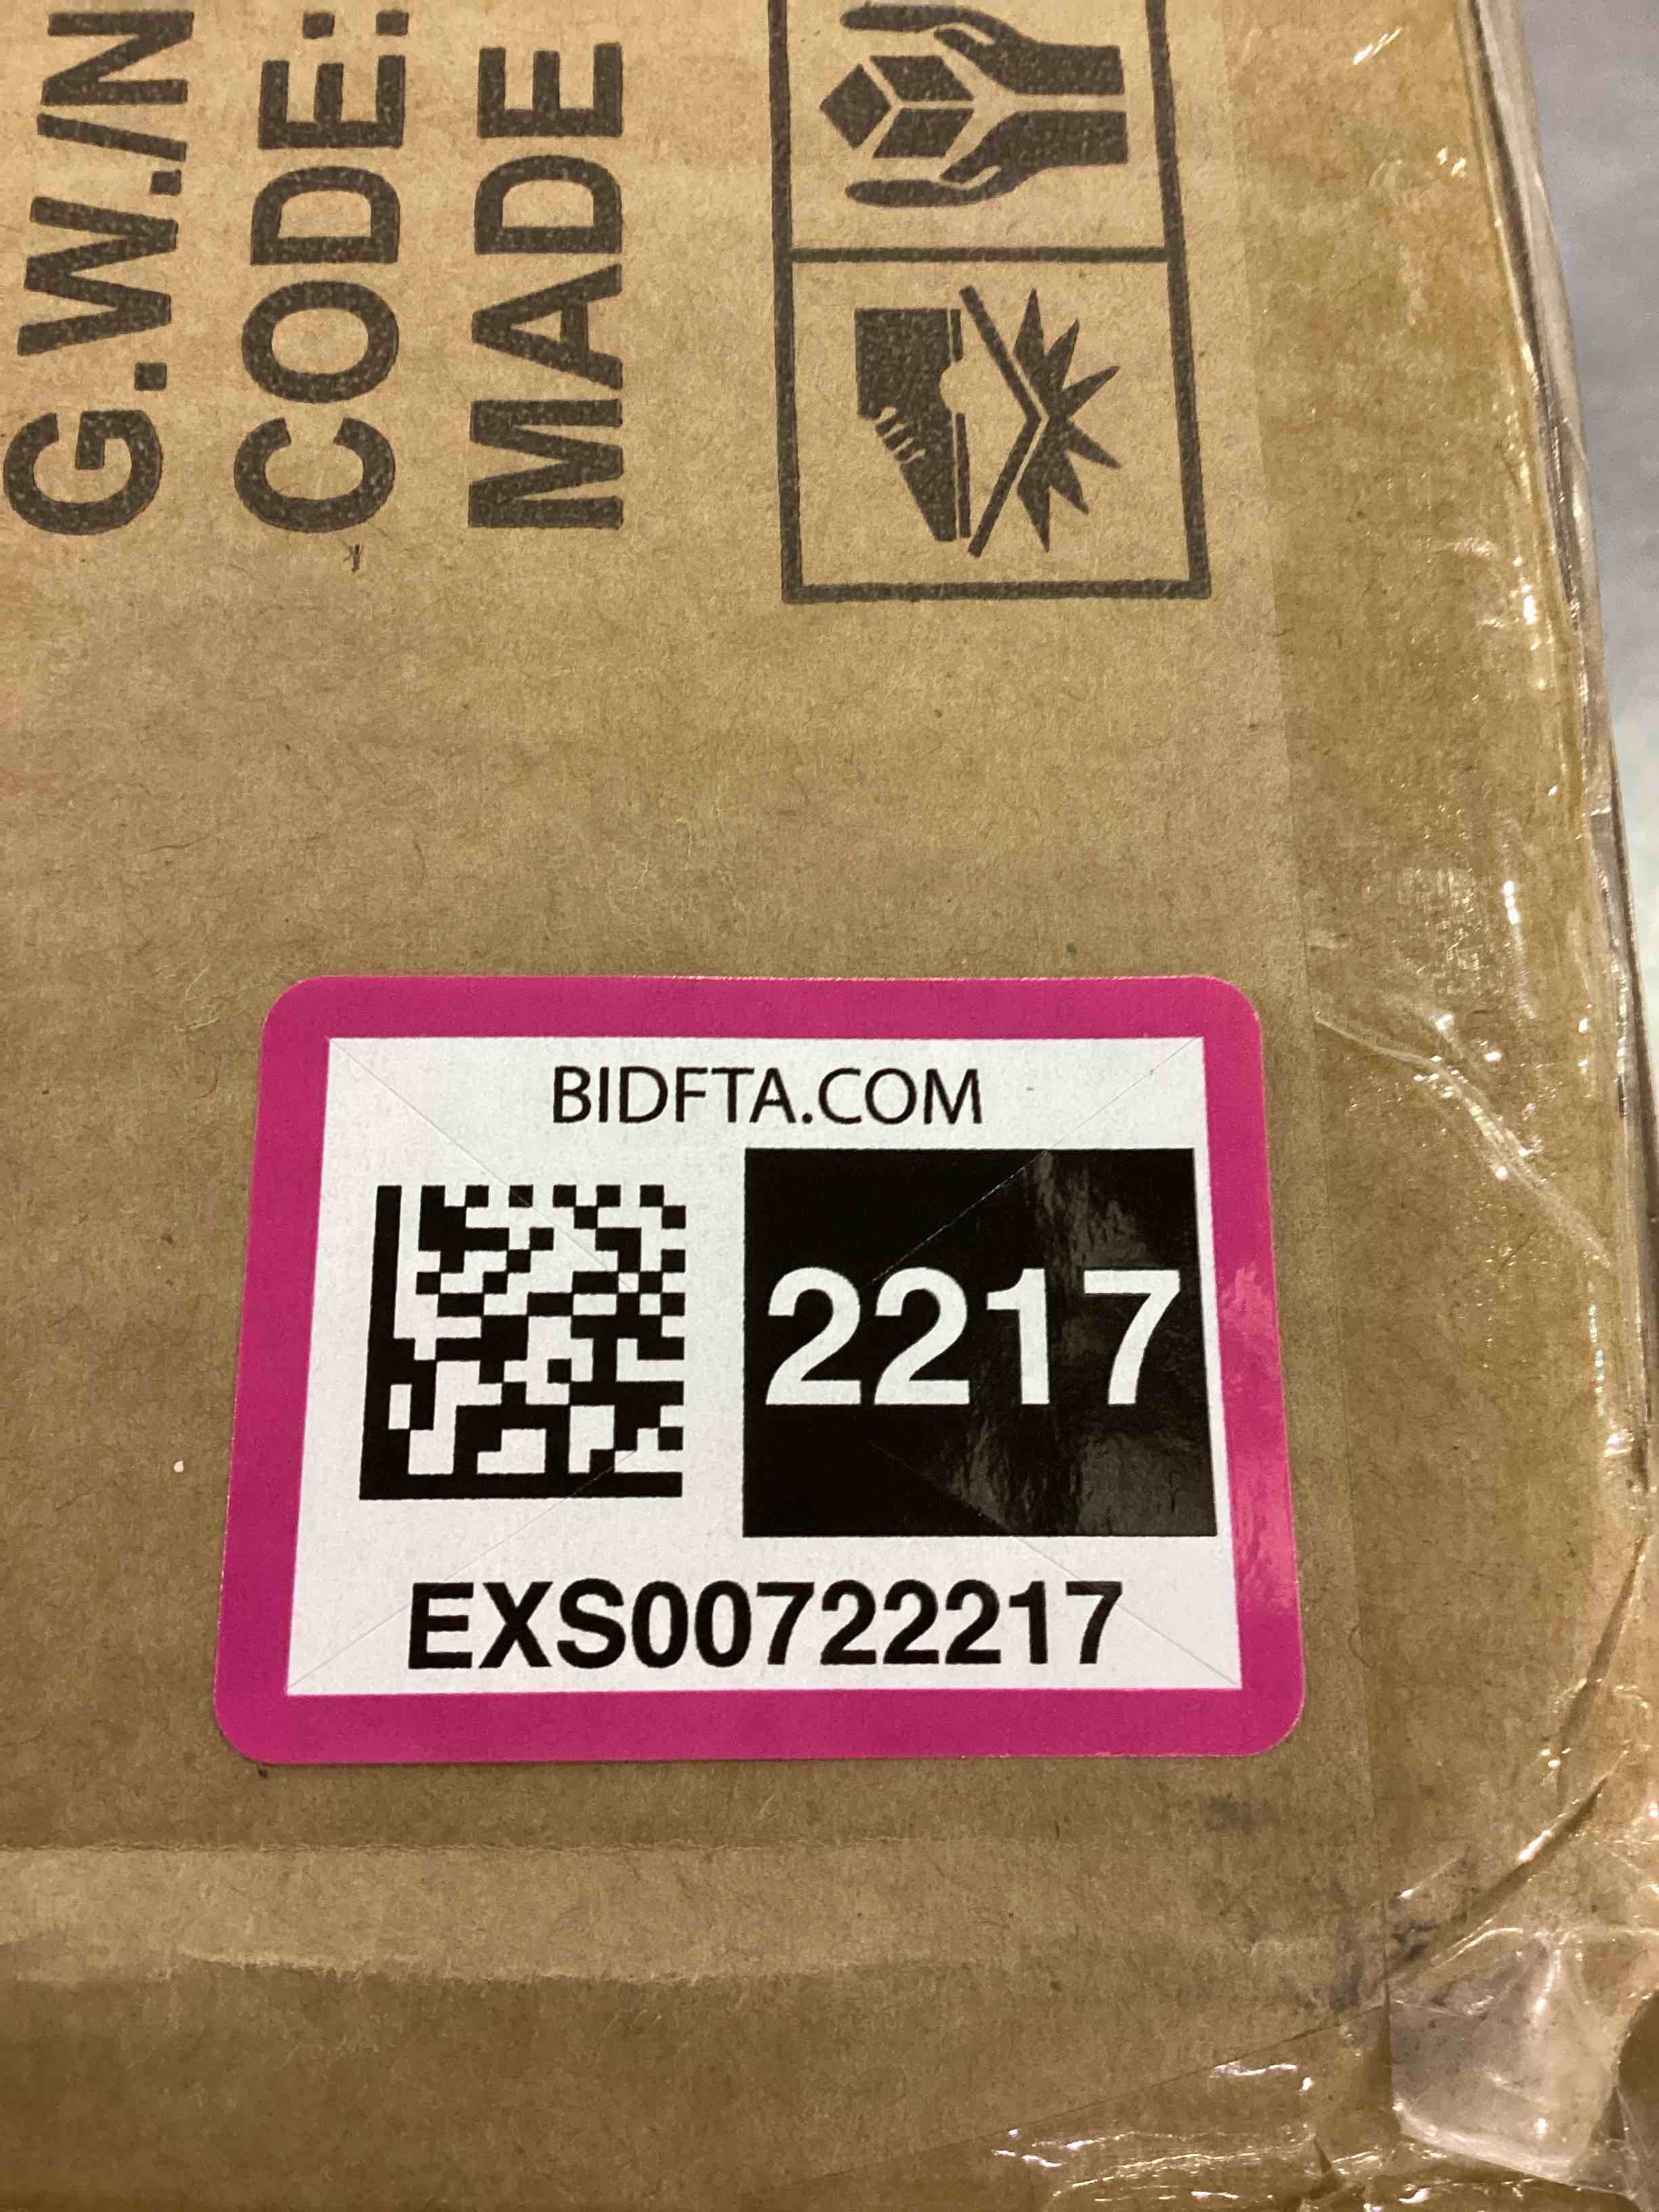 G.W./N
CODE:
MADE
BIDFTA.COM
2217
EXS00722217